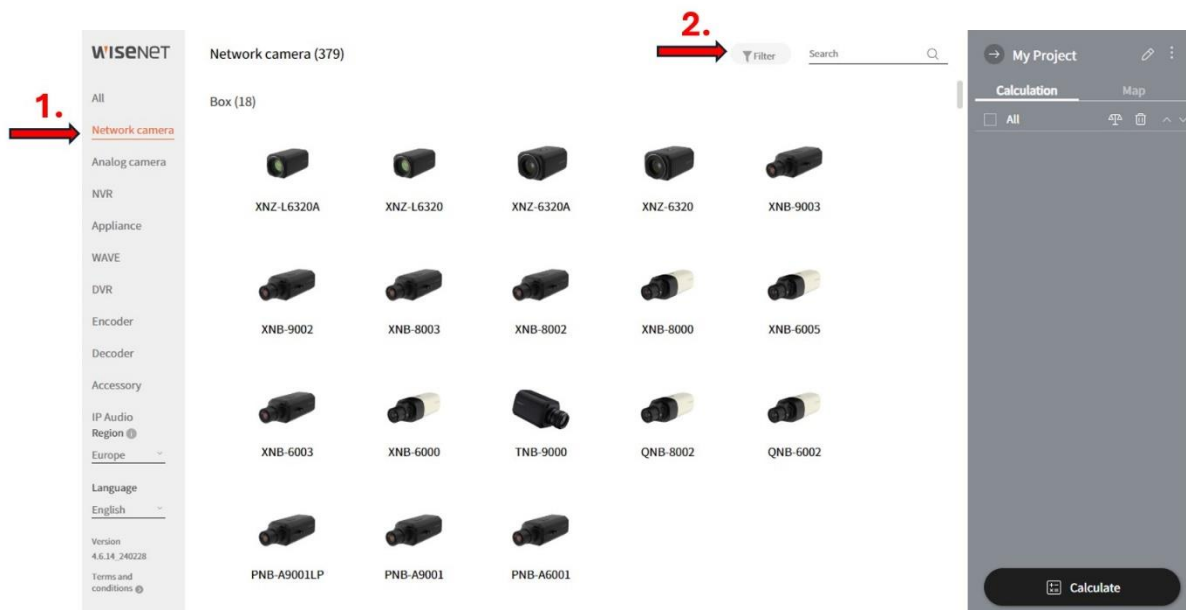 2.
1.
WISENET
All
Network camera
Analog camera
NVR
Appliance
WAVE
DVR
Encoder
Decoder
Accessory
IP Audio
Region
Europe
Language
English
Version
4.6.14_240228
Terms and
conditions
Network camera (379)
Filter
Search
Box (18)
XNZ-L6320A XNZ-L6320 XNZ-6320A XNZ-6320 XNB-9003
XNB-9002 XNB-8003 XNB-8002 XNB-8000 XNB-6005
XNB-6003 XNB-6000 TNB-9000 QNB-8002 QNB-6002
PNB-A9001LP PNB-A9001 PNB-A6001
My Project
Calculation Map
All
Calculate